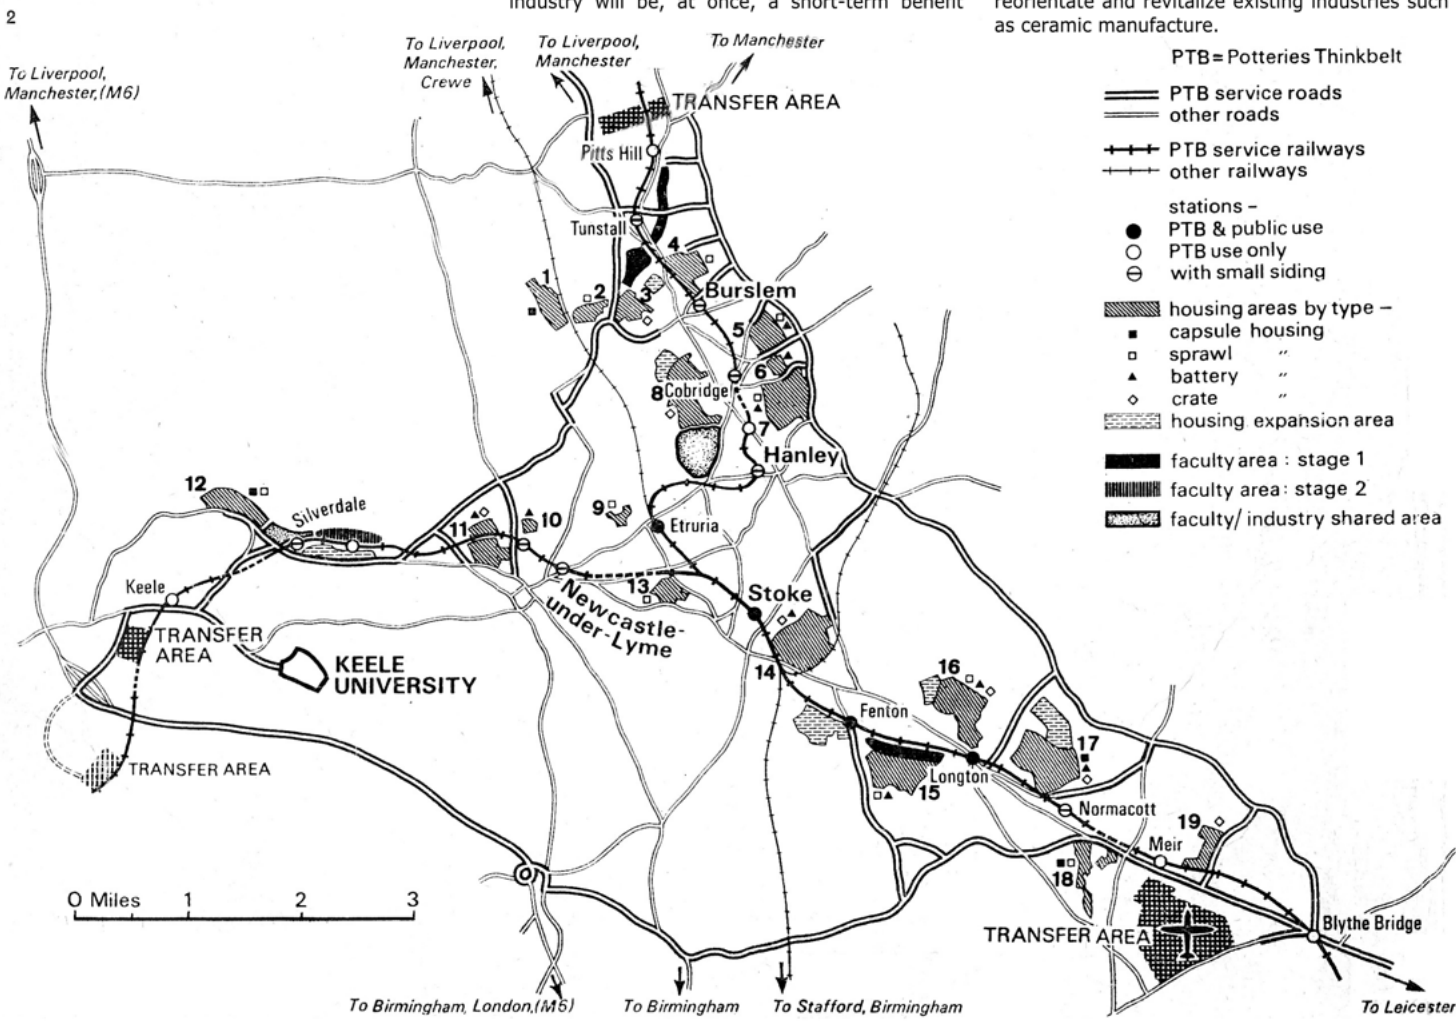 industry will be, at once, a short-term benefit
reorientate and revitalize existing industries such
as ceramic manufacture.
2
To Liverpool,
Manchester,(M6)
To Liverpool,
Manchester,
Crewe
To Liverpool,
Manchester
To Manchester
TRANSFER AREA
Pitts Hill
Tunstall
4
1
2
3
Burslem
5
6
8
Cobridge
7
Hanley
12
Silverdale
11
10
9
Etruria
Keele
13
Newcastle-
under-Lyme
Stoke
TRANSFER
AREA
KEELE
UNIVERSITY
14
16
Fenton
17
TRANSFER AREA
Longton
15
Normacott
19
Meir
18
TRANSFER AREA
Blythe Bridge
0 Miles 1 2 3
To Birmingham, London,(M6)
To Birmingham
To Stafford, Birmingham
To Leicester
PTB = Potteries Thinkbelt
PTB service roads
other roads
PTB service railways
other railways
stations –
PTB & public use
PTB use only
with small siding
housing areas by type –
capsule housing
sprawl "
battery "
crate "
housing expansion area
faculty area : stage 1
faculty area : stage 2
faculty/ industry shared area